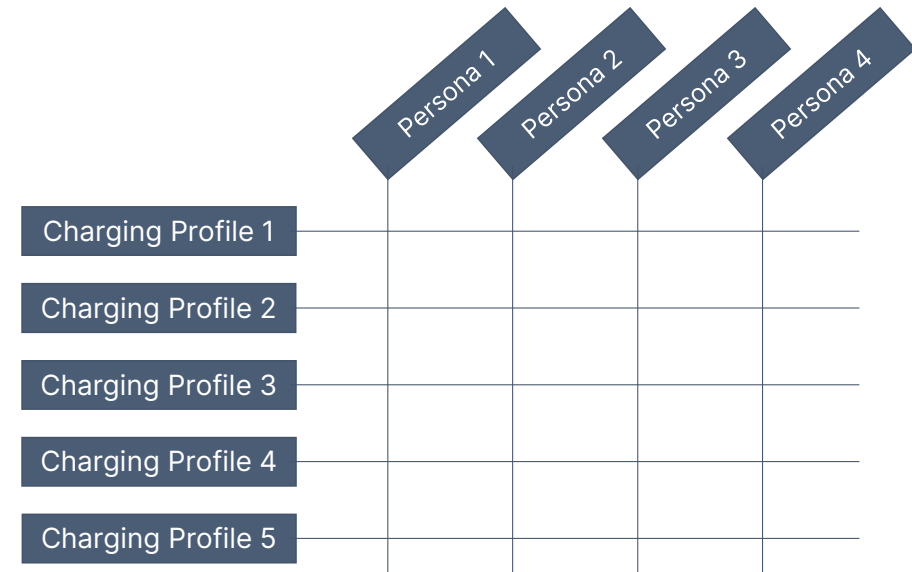 Persona 1
Persona 2
Persona 3
Persona 4
Charging Profile 1
Charging Profile 2
Charging Profile 3
Charging Profile 4
Charging Profile 5